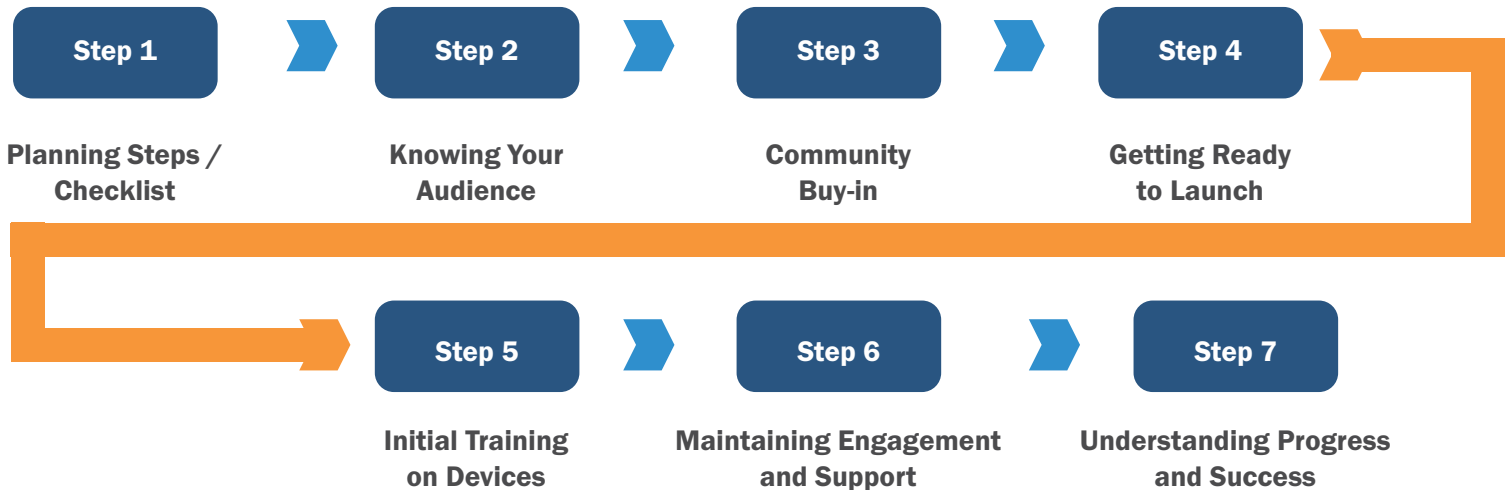 Step 1
Step 2
Step 3
Step 4
Planning Steps /
Checklist
Knowing Your
Audience
Community
Buy-in
Getting Ready
to Launch
Step 5
Step 6
Step 7
Initial Training
on Devices
Maintaining Engagement
and Support
Understanding Progress
and Success